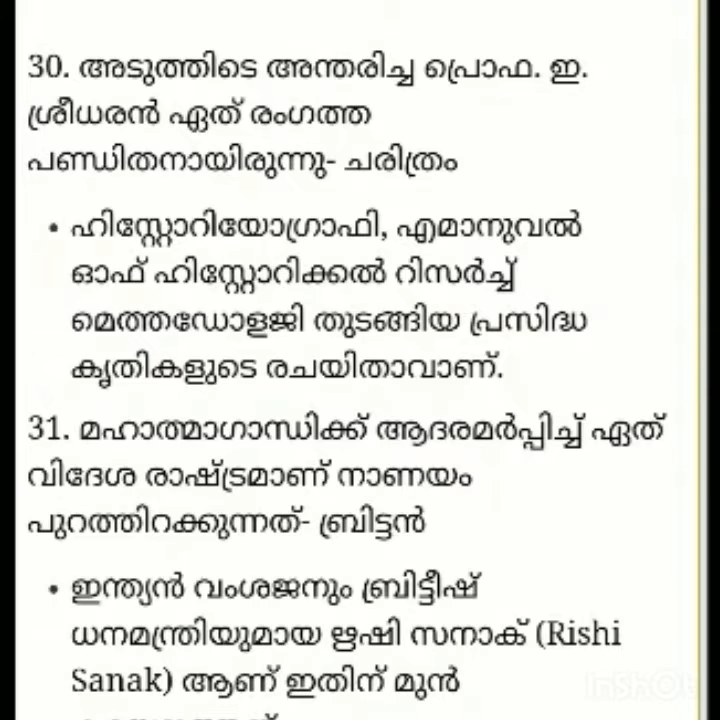 30. അടുത്തിടെ അന്തരിച്ച പ്രൊഫ. ഇ.
ശ്രീധരൻ ഏത് രംഗത്ത
പണ്ഡിതനായിരുന്നു- ചരിത്രം
• ഹിസ്റ്റോറിയോഗ്രാഫി, എമാനുവൽ
ഓഫ് ഹിസ്റ്റോറിക്കൽ റിസർച്ച്
മെത്തഡോളജി തുടങ്ങിയ പ്രസിദ്ധ
കൃതികളുടെ രചയിതാവാണ്.
31. മഹാത്മാഗാന്ധിക്ക് ആദരമർപ്പിച്ച് ഏത്
വിദേശ രാഷ്ട്രമാണ് നാണയം
പുറത്തിറക്കുന്നത്- ബ്രിട്ടൻ
• ഇന്ത്യൻ വംശജനും ബ്രിട്ടീഷ്
ധനമന്ത്രിയുമായ ഋഷി സനാക് (Rishi
Sanak) ആണ് ഇതിന് മുൻ
InShOt